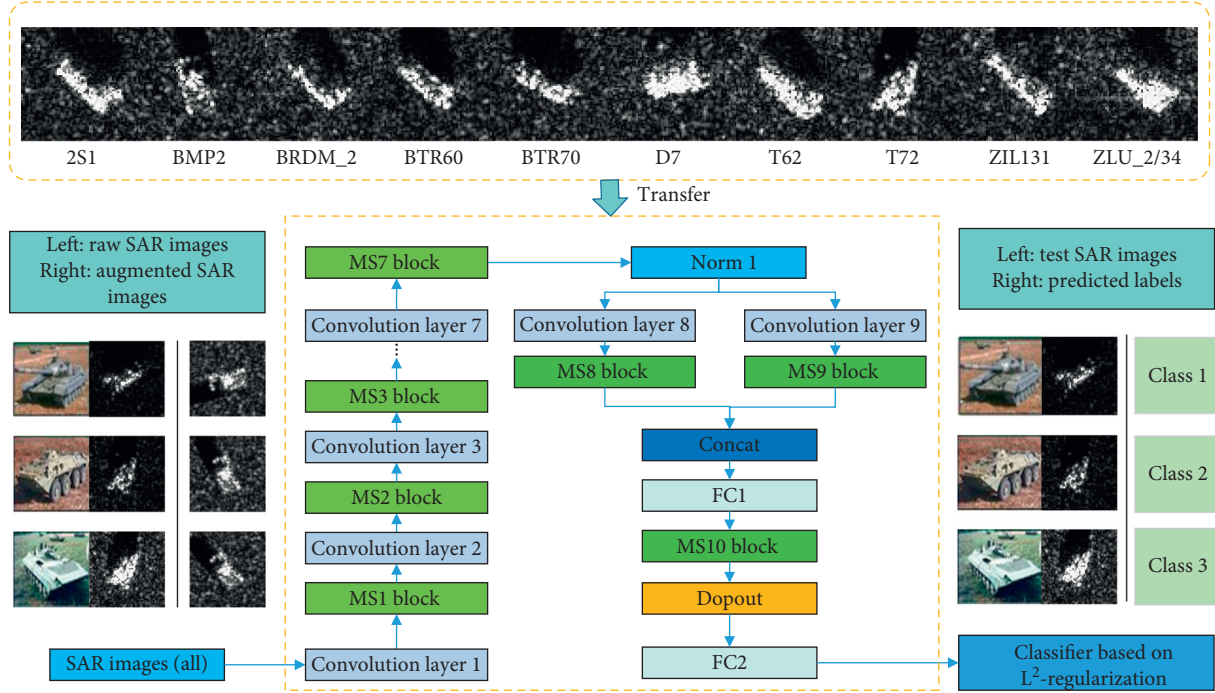 2S1
BMP2
BRDM_2
BTR60
BTR70
D7
T62
T72
ZIL131
ZLU_2/34
Transfer
Left: raw SAR images
Right: augmented SAR
images
MS7 block
Convolution layer 7
⋯
MS3 block
Convolution layer 3
MS2 block
Convolution layer 2
MS1 block
Convolution layer 1
SAR images (all)
Norm 1
Convolution layer 8
Convolution layer 9
MS8 block
MS9 block
Concat
FC1
MS10 block
Dopout
FC2
Left: test SAR images
Right: predicted labels
Class 1
Class 2
Class 3
Classifier based on
L²-regularization